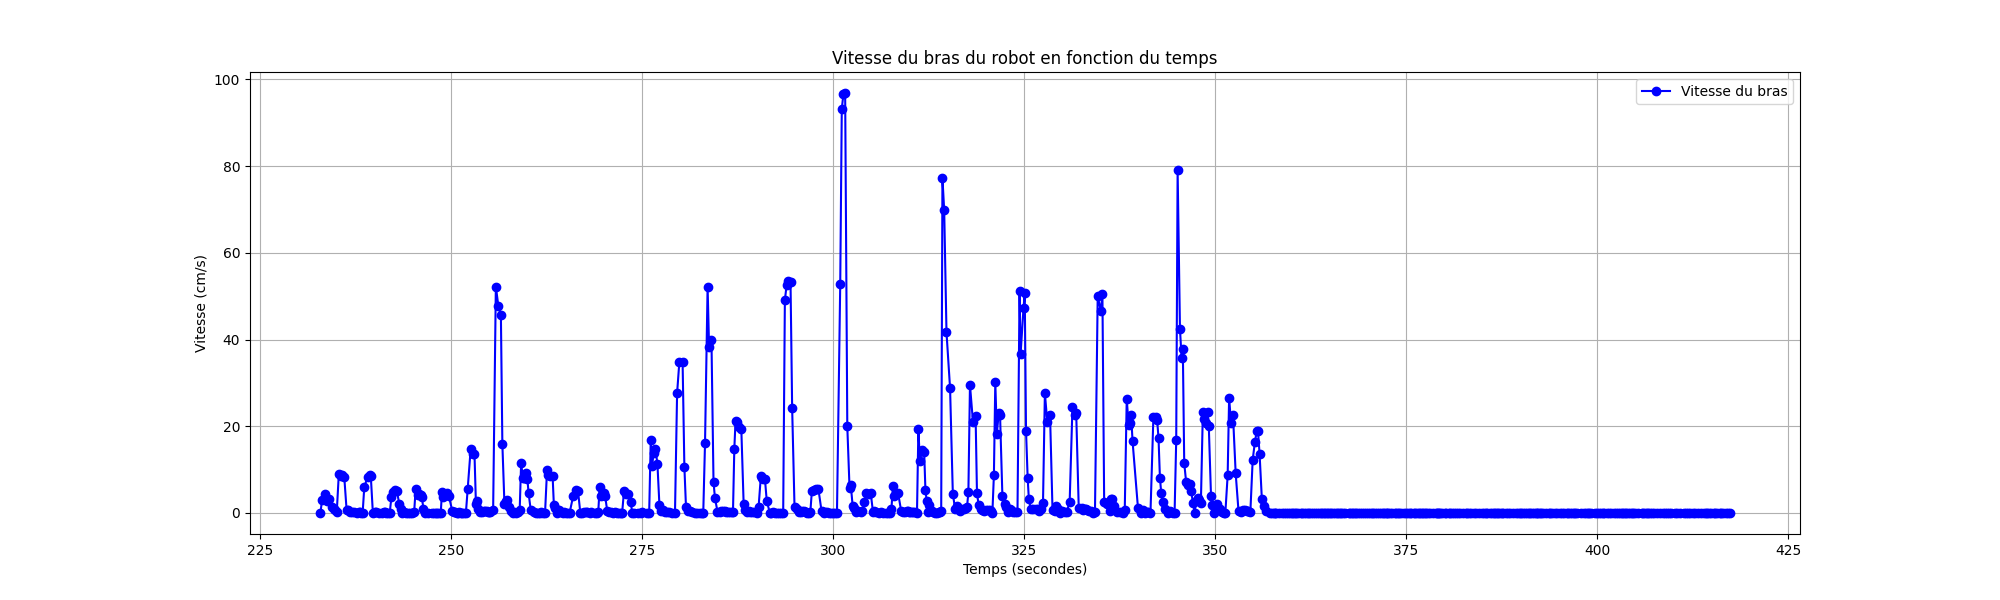 Vitesse du bras du robot en fonction du temps
Vitesse du bras
Vitesse (cm/s)
100
80
60
40
20
0
225 250 275 300 325 350 375 400 425
Temps (secondes)